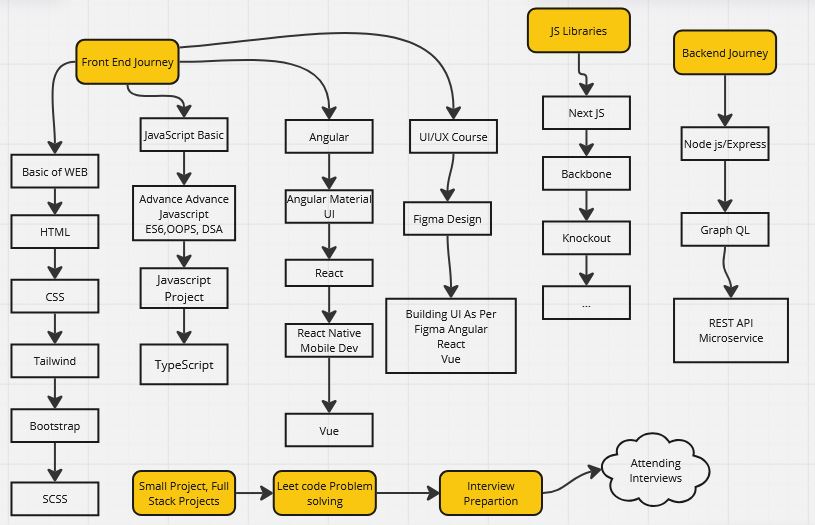 Front End Journey
Basic of WEB
HTML
CSS
Tailwind
Bootstrap
SCSS
JavaScript Basic
Advance Advance
Javascript
ES6,OOPS, DSA
Javascript
Project
TypeScript
Angular
Angular Material
UI
React
React Native
Mobile Dev
Vue
UI/UX Course
Figma Design
Building UI As Per
Figma Angular
React
Vue
JS Libraries
Next JS
Backbone
Knockout
...
Backend Journey
Node js/Express
Graph QL
REST API
Microservice
Small Project, Full
Stack Projects
Leet code Problem
solving
Interview
Prepartion
Attending
Interviews